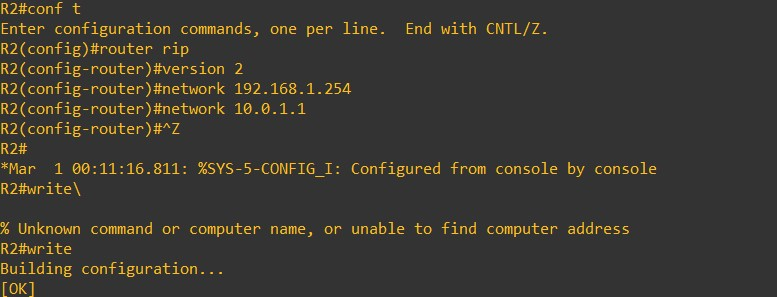 R2#conf t
Enter configuration commands, one per line.  End with CNTL/Z.
R2(config)#router rip
R2(config-router)#version 2
R2(config-router)#network 192.168.1.254
R2(config-router)#network 10.0.1.1
R2(config-router)#^Z
R2#
*Mar  1 00:11:16.811: %SYS-5-CONFIG_I: Configured from console by console
R2#write\
% Unknown command or computer name, or unable to find computer address
R2#write
Building configuration...
[OK]